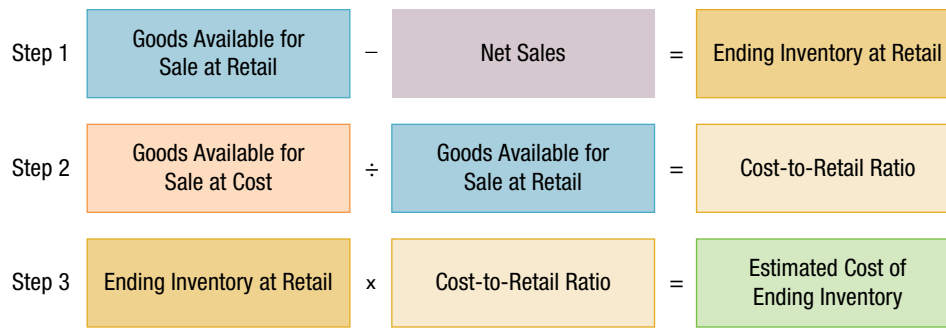 Step 1
Goods Available for
Sale at Retail
−
Net Sales
=
Ending Inventory at Retail
Step 2
Goods Available for
Sale at Cost
÷
Goods Available for
Sale at Retail
=
Cost-to-Retail Ratio
Step 3
Ending Inventory at Retail
x
Cost-to-Retail Ratio
=
Estimated Cost of
Ending Inventory